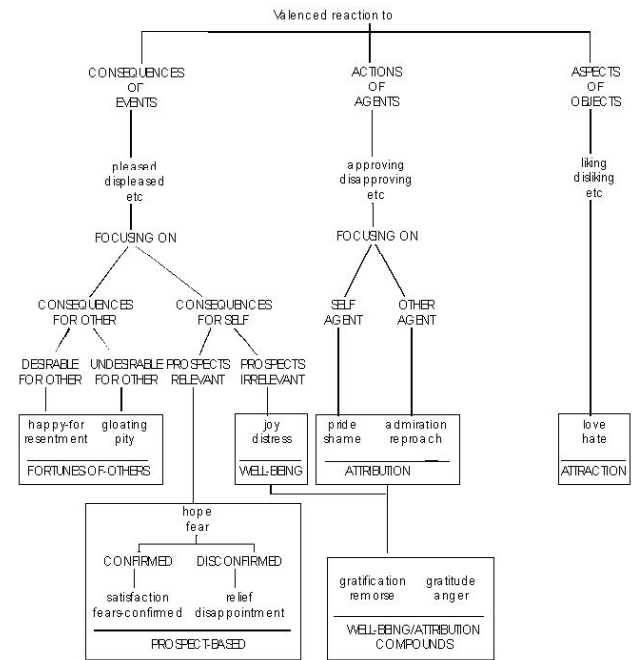 Valenced reaction to
CONSEQUENCES
OF
EVENTS
ACTIONS
OF
AGENTS
ASPECTS
OF
OBJECTS
pleased
displeased
etc
approving
disapproving
etc
liking
disliking
etc
FOCUSING ON
FOCUSING ON
CONSEQUENCES
FOR OTHER
CONSEQUENCES
FOR SELF
SELF
AGENT
OTHER
AGENT
DESIRABLE
FOR OTHER
UNDESIRABLE
FOR OTHER
PROSPECTS
RELEVANT
PROSPECTS
IRRELEVANT
happy-for
resentment
gloating
pity
FORTUNES-OF-OTHERS
joy
distress
WELL-BEING
pride
shame
admiration
reproach
ATTRIBUTION
love
hate
ATTRACTION
hope
fear
CONFIRMED
DISCONFIRMED
satisfaction
fears-confirmed
relief
disappointment
PROSPECT-BASED
gratification
remorse
gratitude
anger
WELL-BEING/ATTRIBUTION
COMPOUNDS